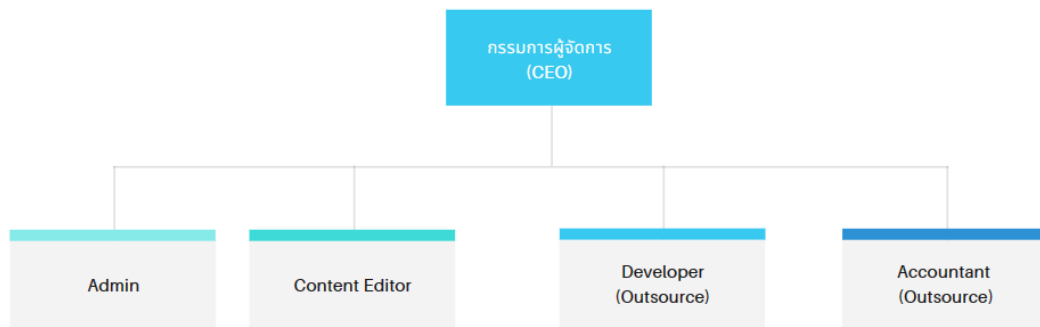 กรรมการผู้จัดการ
(CEO)
Admin
Content Editor
Developer
(Outsource)
Accountant
(Outsource)